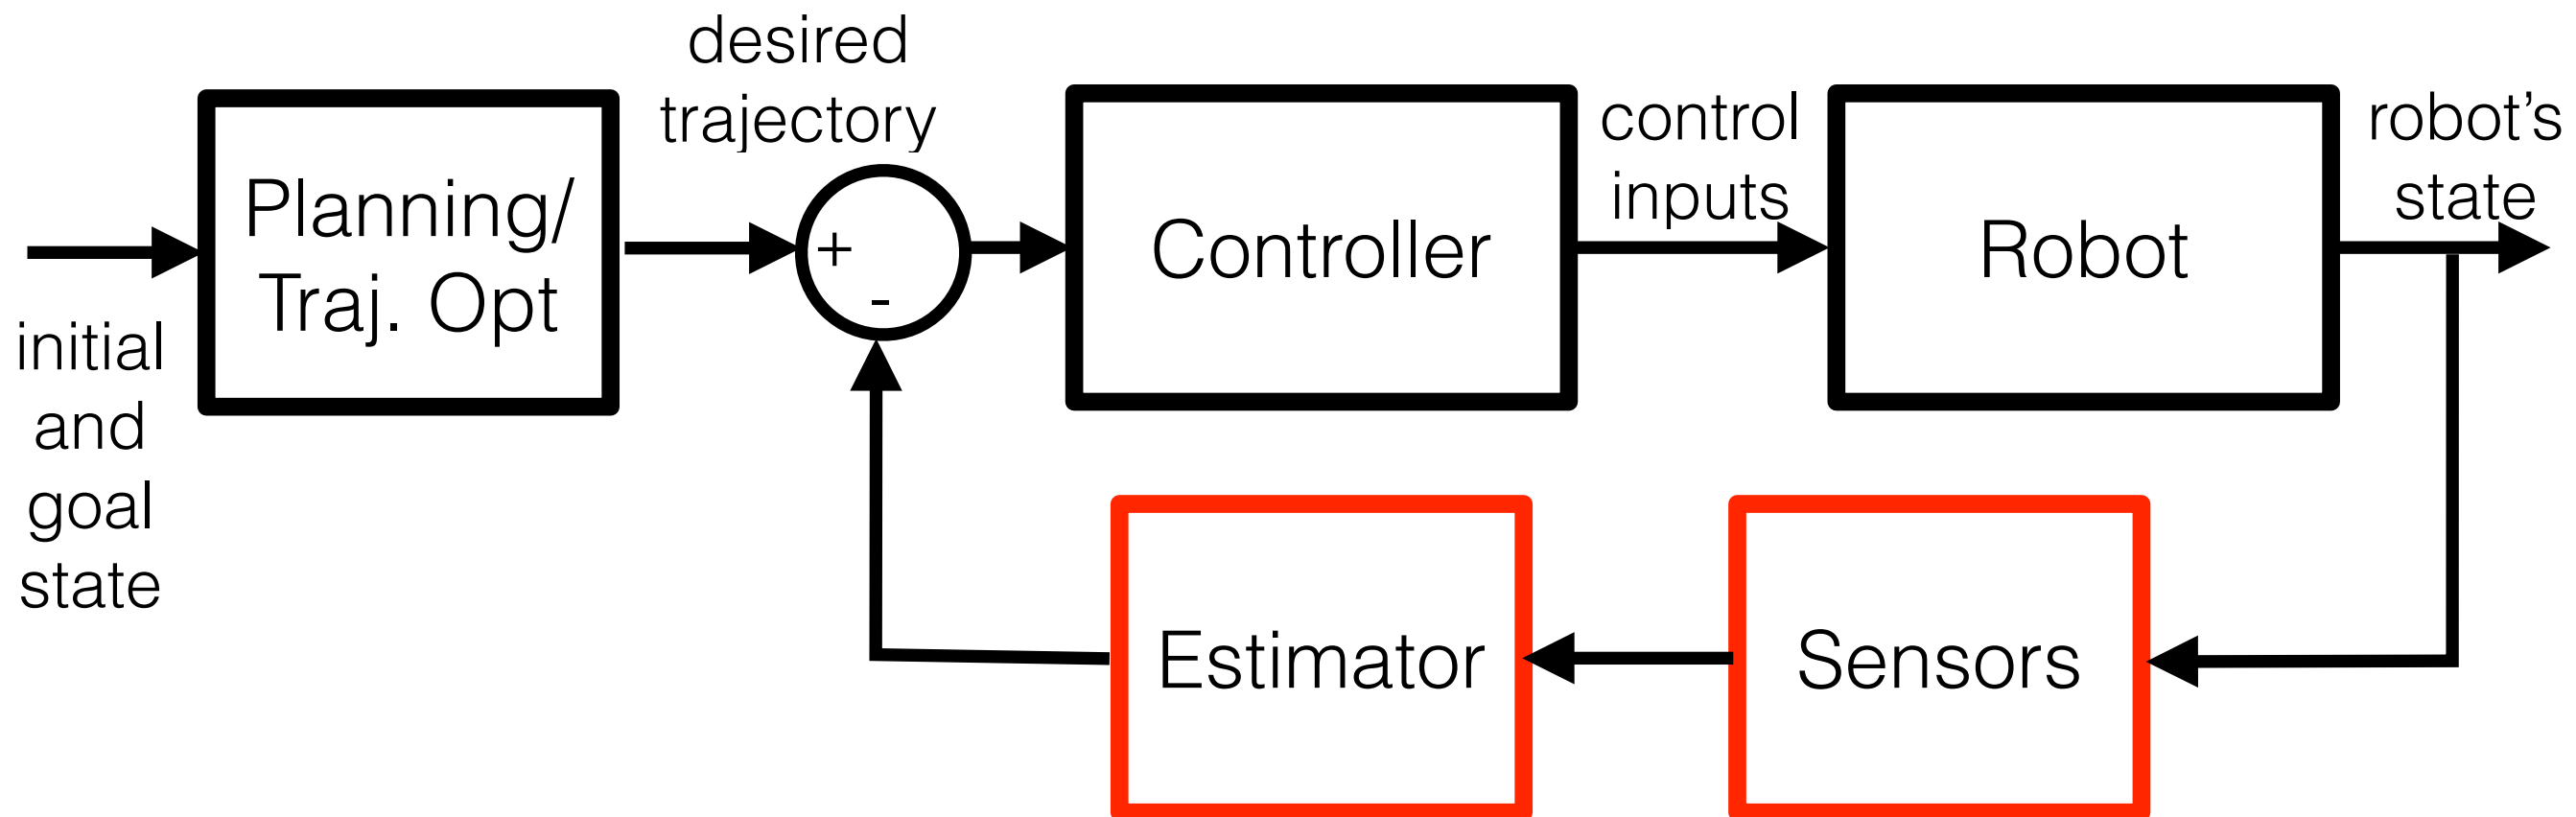 initial
and
goal
state
Planning/
Traj. Opt
desired
trajectory
+
-
Controller
control
inputs
Robot
robot’s
state
Estimator
Sensors